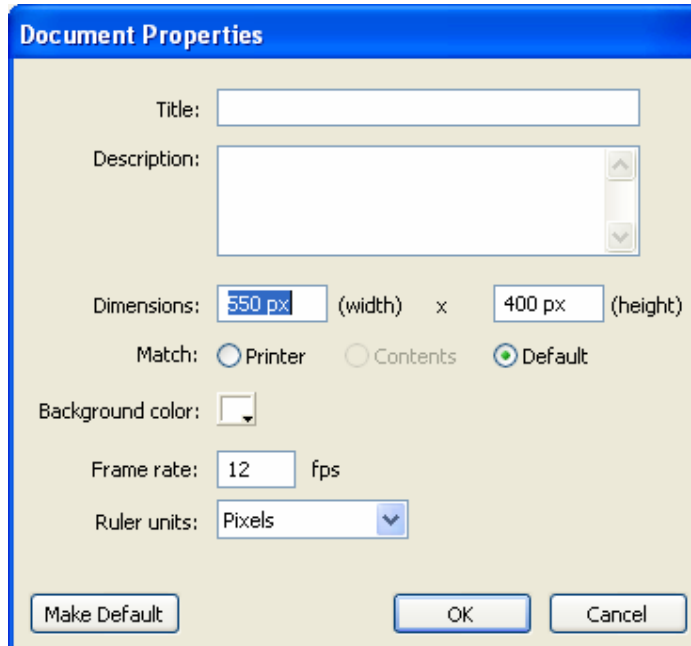 Document Properties
Title:
Description:
Dimensions: 550 px (width) x 400 px (height)
Match: Printer Contents Default
Background color:
Frame rate: 12 fps
Ruler units: Pixels
Make Default OK Cancel